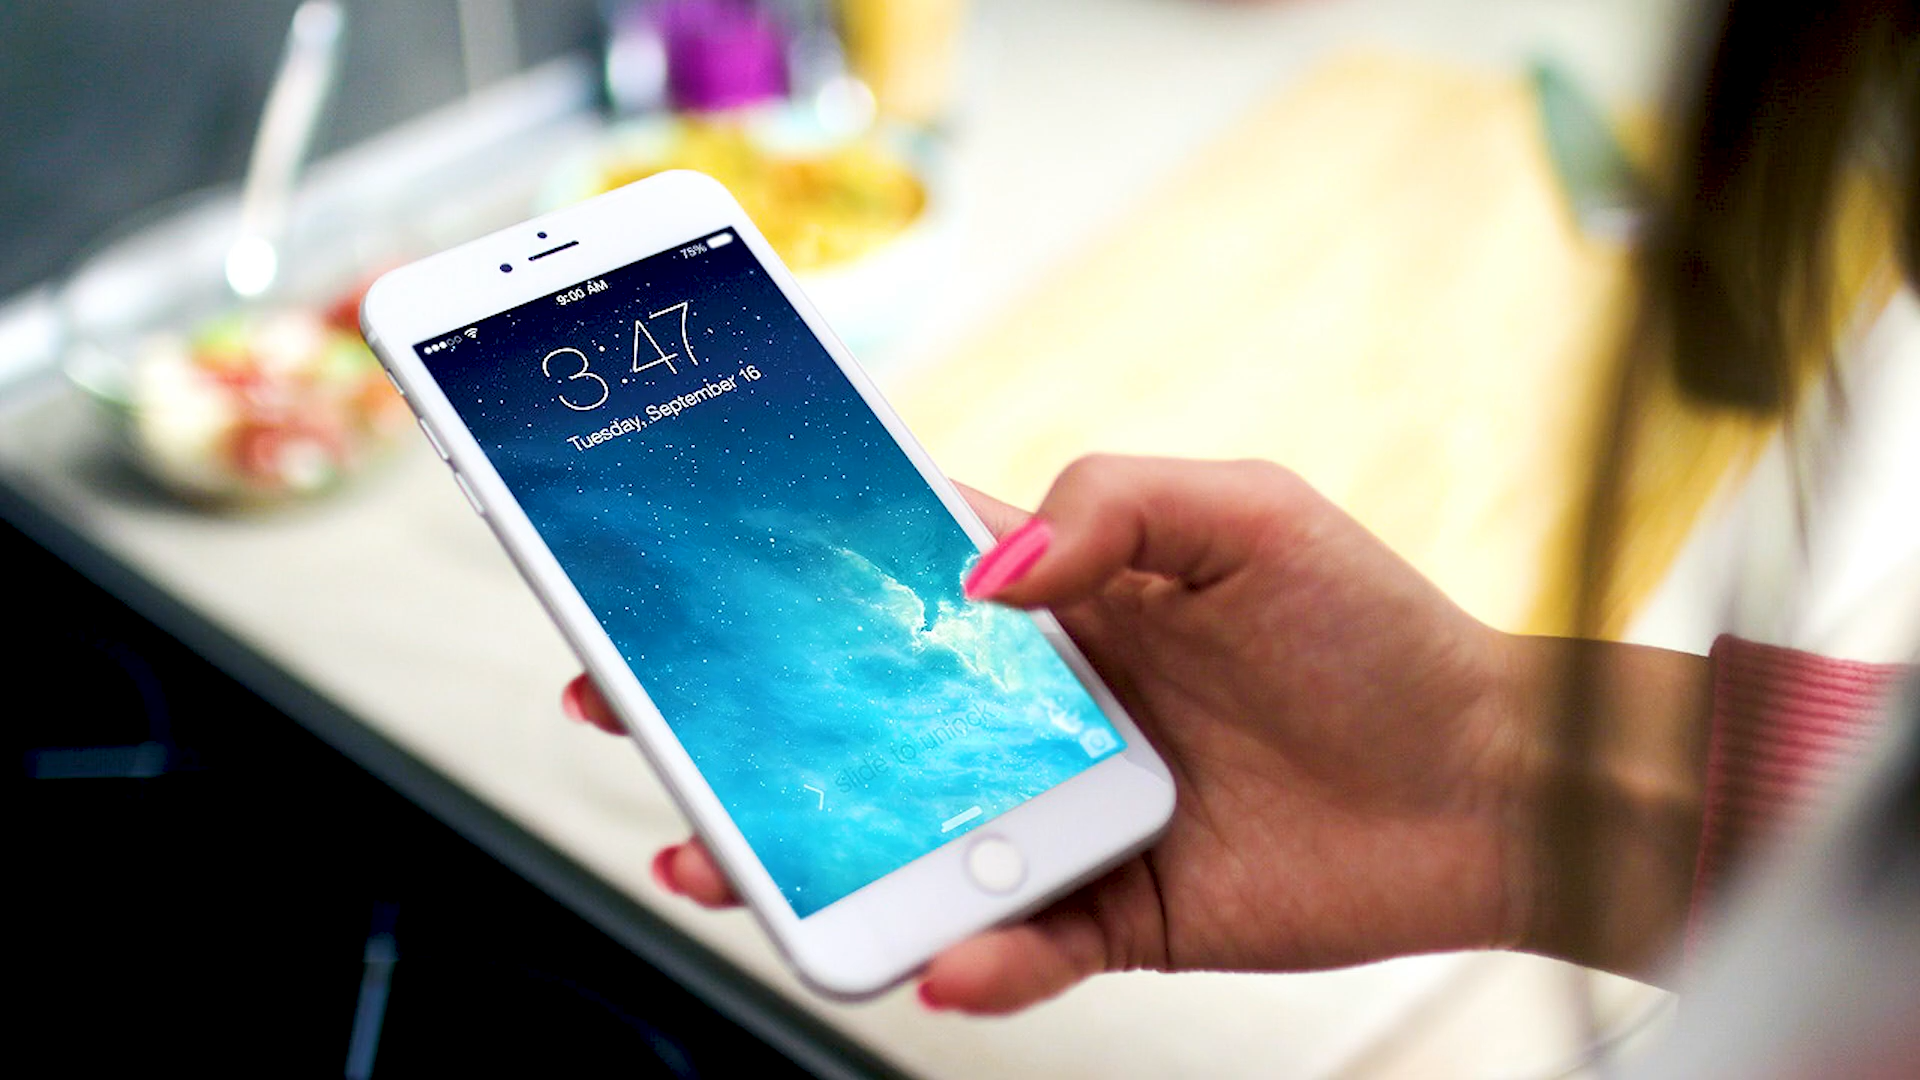 9:00 AM
75%
3:47
Tuesday, September 16
slide to unlock